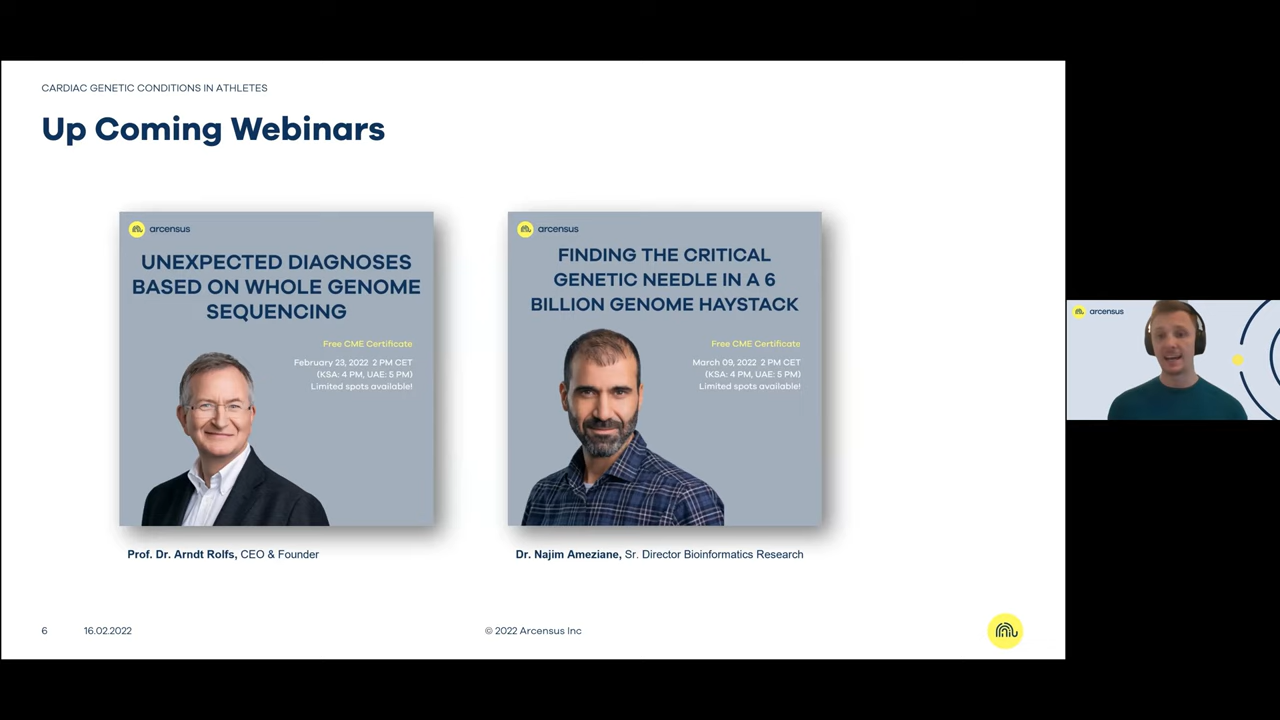 CARDIAC GENETIC CONDITIONS IN ATHLETES
Up Coming Webinars
arcensus
UNEXPECTED DIAGNOSES
BASED ON WHOLE GENOME
SEQUENCING
Free CME Certificate
February 23, 2022 2 PM CET
(KSA: 4 PM, UAE: 5 PM)
Limited spots available!
Prof. Dr. Arndt Rolfs, CEO & Founder
arcensus
FINDING THE CRITICAL
GENETIC NEEDLE IN A 6
BILLION GENOME HAYSTACK
Free CME Certificate
March 09, 2022 2 PM CET
(KSA: 4 PM, UAE: 5 PM)
Limited spots available!
Dr. Najim Ameziane, Sr. Director Bioinformatics Research
6
16.02.2022
© 2022 Arcensus Inc
arcensus